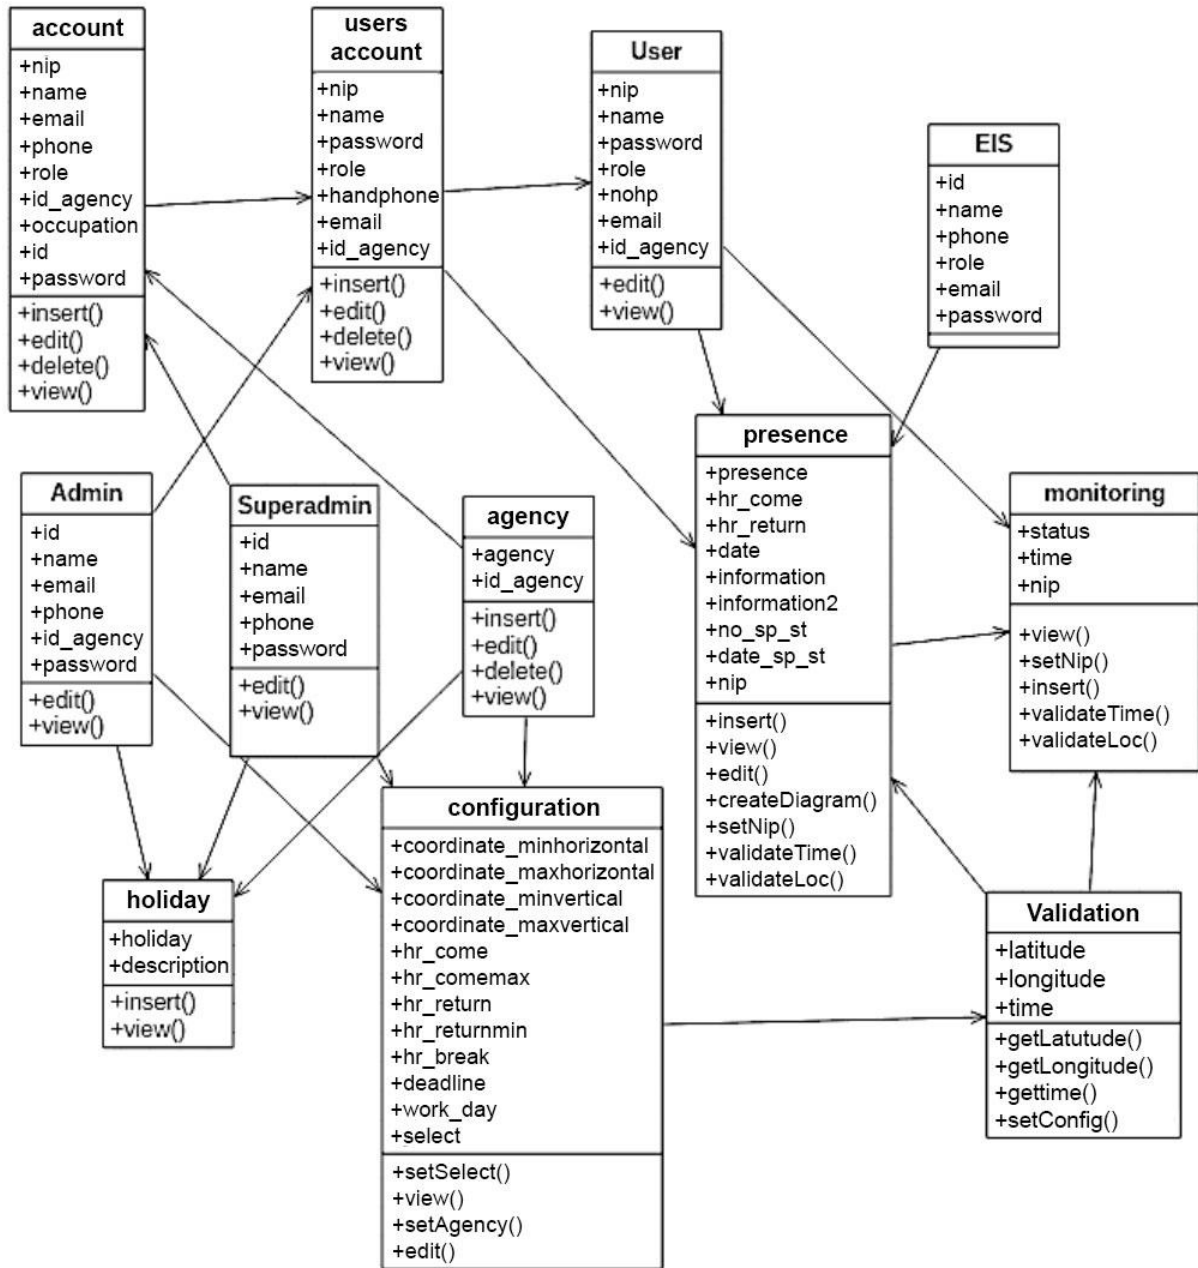 account
+nip
+name
+email
+phone
+role
+id_agency
+occupation
+id
+password
+insert()
+edit()
+delete()
+view()
users
account
+nip
+name
+password
+role
+handphone
+email
+id_agency
+insert()
+edit()
+delete()
+view()
User
+nip
+name
+password
+role
+nohp
+email
+id_agency
+edit()
+view()
EIS
+id
+name
+phone
+role
+email
+password
Admin
+id
+name
+email
+phone
+id_agency
+password
+edit()
+view()
Superadmin
+id
+name
+email
+phone
+password
+edit()
+view()
agency
+agency
+id_agency
+insert()
+edit()
+delete()
+view()
presence
+presence
+hr_come
+hr_return
+date
+information
+information2
+no_sp_st
+date_sp_st
+nip
+insert()
+view()
+edit()
+createDiagram()
+setNip()
+validateTime()
+validateLoc()
monitoring
+status
+time
+nip
+view()
+setNip()
+insert()
+validateTime()
+validateLoc()
holiday
+holiday
+description
+insert()
+view()
configuration
+coordinate_minhorizontal
+coordinate_maxhorizontal
+coordinate_minvertical
+coordinate_maxvertical
+hr_come
+hr_comemax
+hr_return
+hr_returnmin
+hr_break
+deadline
+work_day
+select
+setSelect()
+view()
+setAgency()
+edit()
Validation
+latitude
+longitude
+time
+getLatutude()
+getLongitude()
+gettime()
+setConfig()